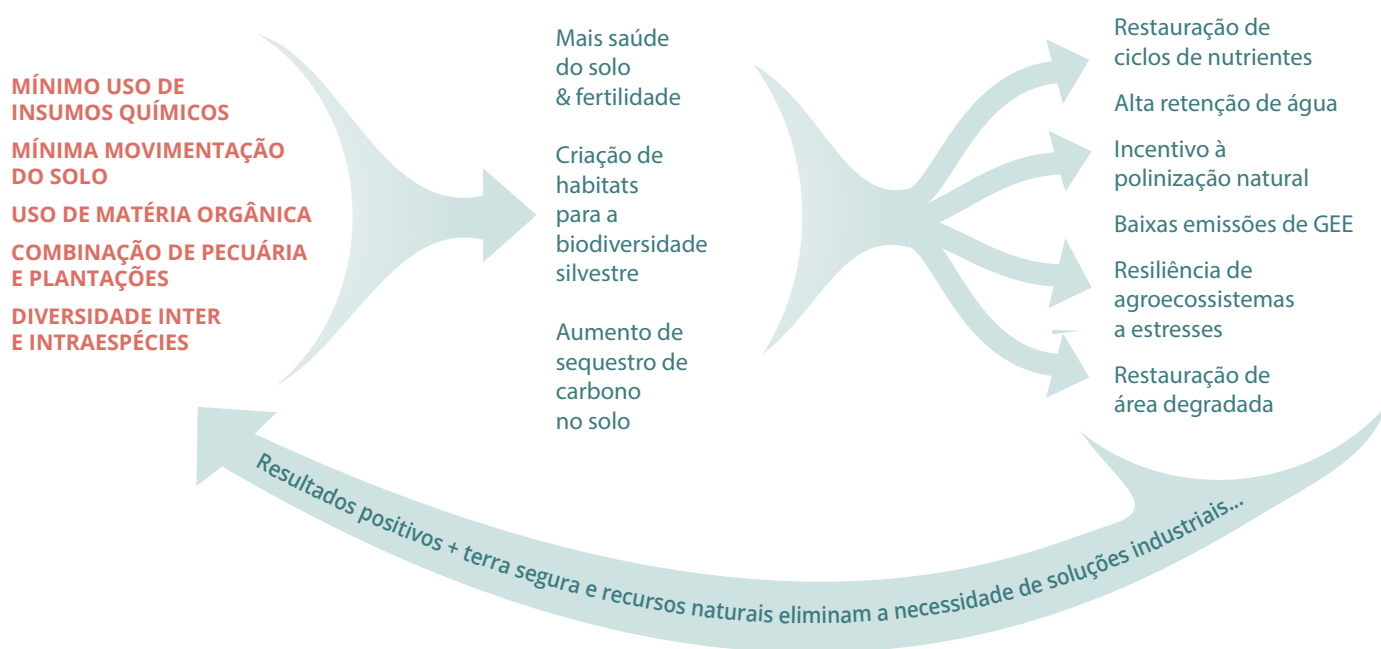 MÍNIMO USO DE
INSUMOS QUÍMICOS
MÍNIMA MOVIMENTAÇÃO
DO SOLO
USO DE MATÉRIA ORGÂNICA
COMBINAÇÃO DE PECUÁRIA
E PLANTAÇÕES
DIVERSIDADE INTER
E INTRAESPÉCIES
Mais saúde
do solo
& fertilidade
Criação de
habitats
para a
biodiversidade
silvestre
Aumento de
sequestro de
carbono
no solo
Restauração de
ciclos de nutrientes
Alta retenção de água
Incentivo à
polinização natural
Baixas emissões de GEE
Resiliência de
agroecossistemas
a estresses
Restauração de
área degradada
Resultados positivos + terra segura e recursos naturais eliminam a necessidade de soluções industriais...